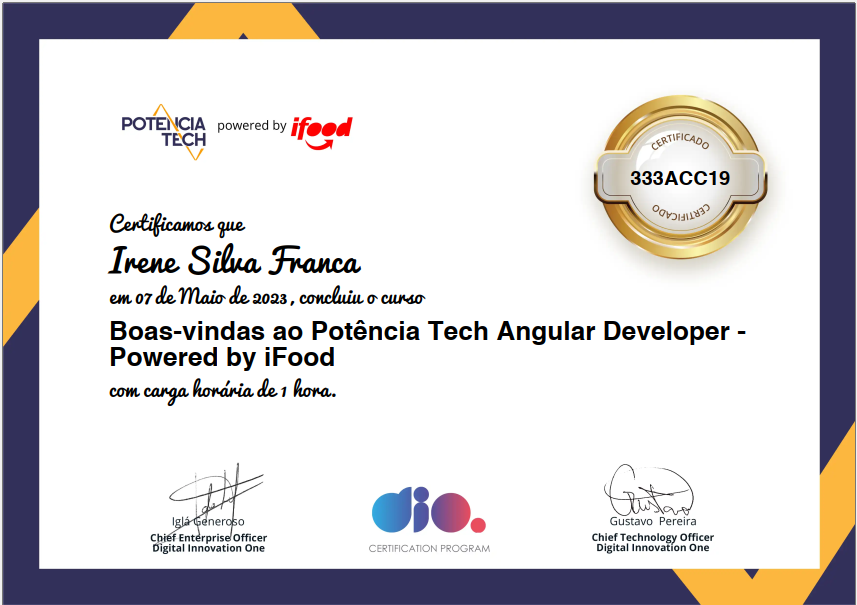 POTÊNCIA
TECH
powered by ifood
CERTIFICADO
333ACC19
CERTIFICADO
Certificamos que
Irene Silva Franca
em 07 de Maio de 2023, concluiu o curso
Boas-vindas ao Potência Tech Angular Developer -
Powered by iFood
com carga horária de 1 hora.
Iglá Generoso
Chief Enterprise Officer
Digital Innovation One
dio.
CERTIFICATION PROGRAM
Gustavo Pereira
Chief Technology Officer
Digital Innovation One